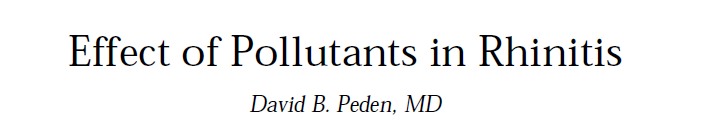 Effect of Pollutants in Rhinitis
David B. Peden, MD